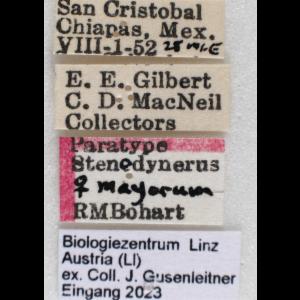 San Cristobal
Chiapas, Mex.
VIII-1-52 25 mi E
E. E. Gilbert
C. D. MacNeil
Collectors
Paratype
Stenodynerus
♀ mayorum
RMBohart
Biologiezentrum Linz
Austria (LI)
ex. Coll. J. Gusenleitner
Eingang 2023